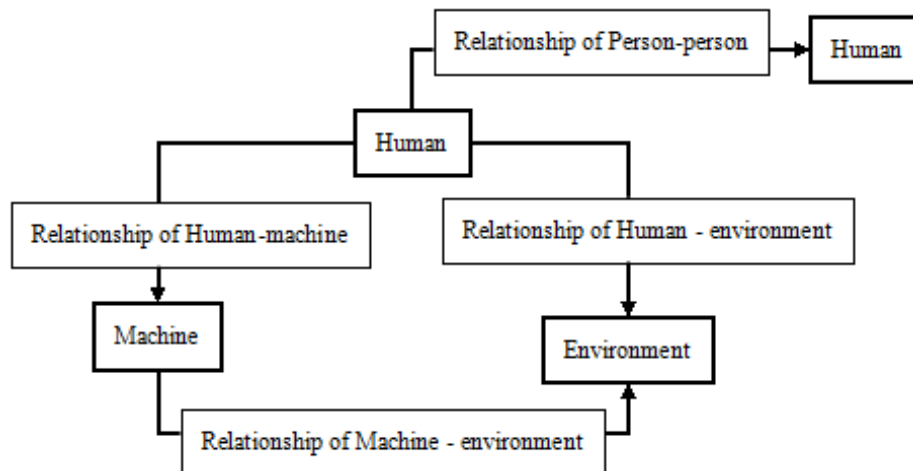 Relationship of Person-person
Human
Human
Relationship of Human-machine
Relationship of Human - environment
Machine
Environment
Relationship of Machine - environment